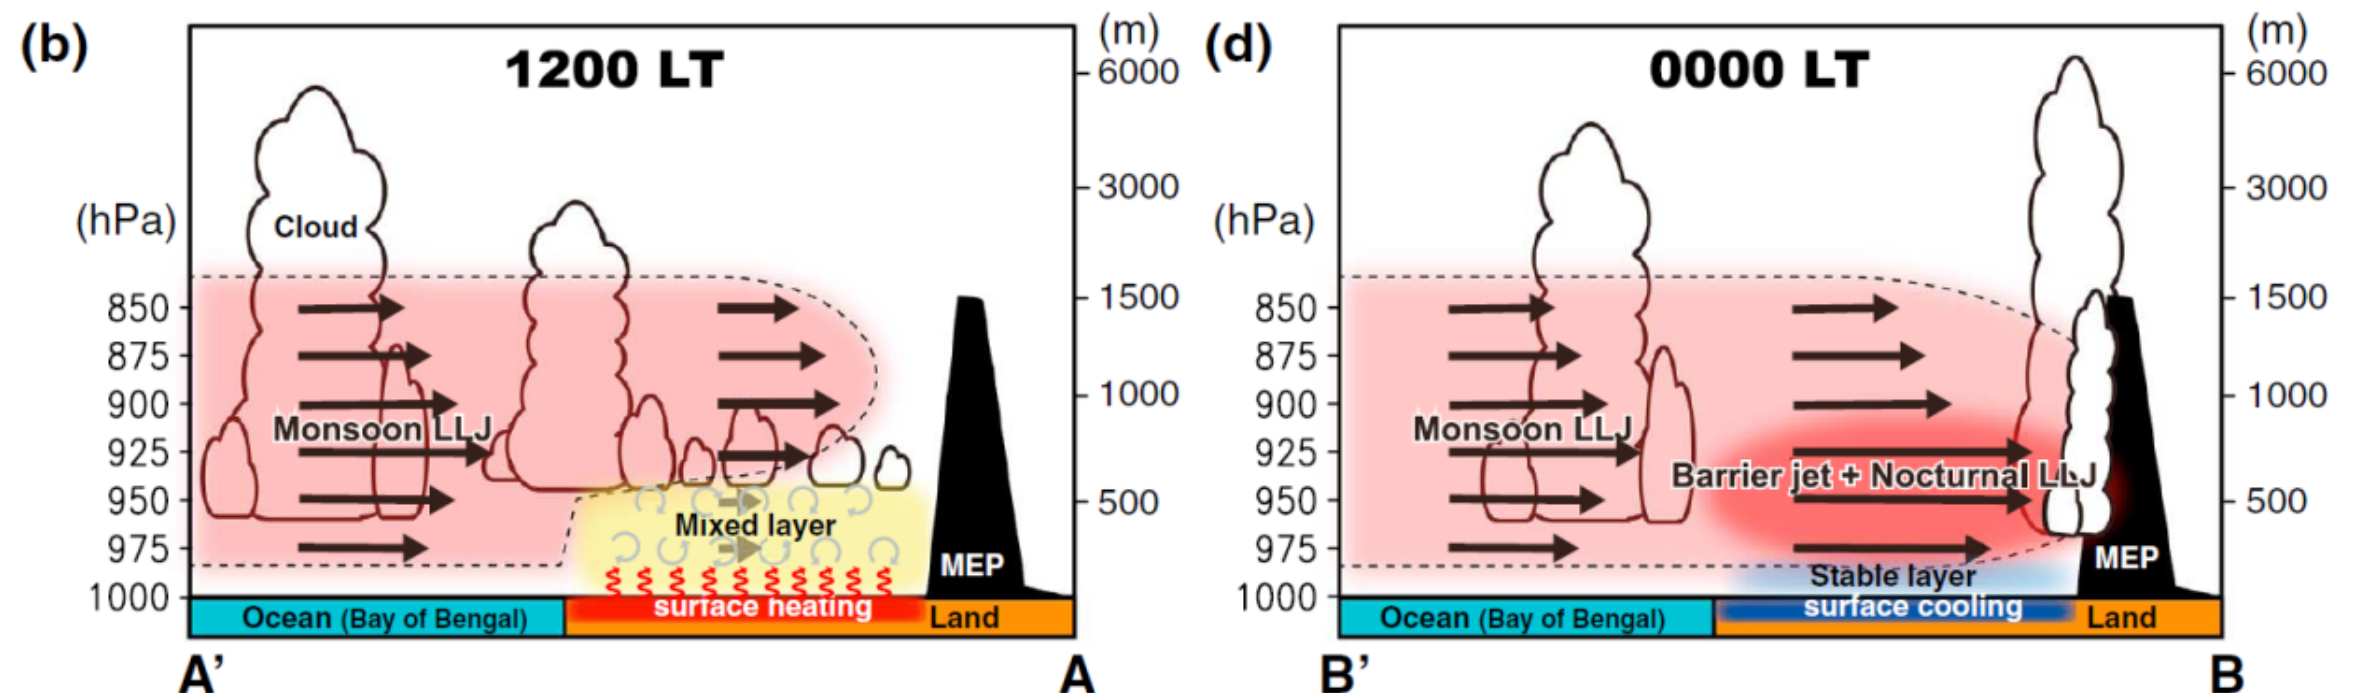 (b)
1200 LT
(m)
6000
3000
1500
1000
500
(hPa)
850
875
900
925
950
975
1000
Cloud
Monsoon LLJ
Mixed layer
MEP
surface heating
Ocean (Bay of Bengal)
Land
A’
A
(d)
0000 LT
(m)
6000
3000
1500
1000
500
(hPa)
850
875
900
925
950
975
1000
Monsoon LLJ
Barrier jet + Nocturnal LLJ
MEP
Stable layer
surface cooling
Ocean (Bay of Bengal)
Land
B’
B